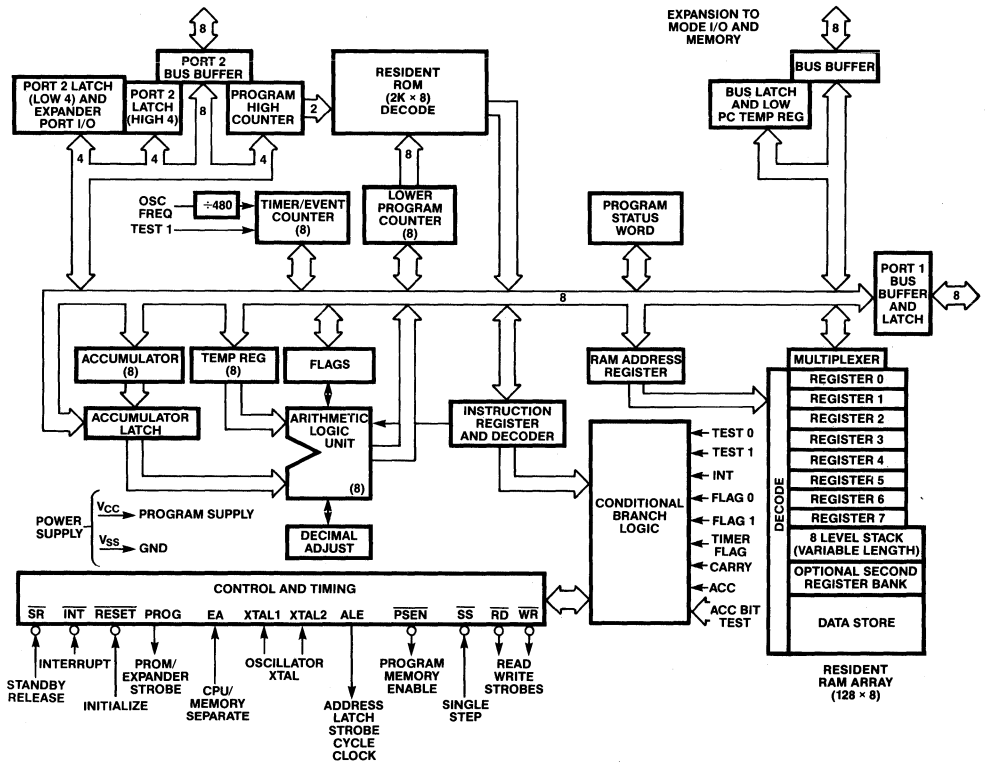 8
PORT 2
BUS BUFFER
PORT 2 LATCH
(LOW 4) AND
EXPANDER
PORT I/O
PORT 2
LATCH
(HIGH 4)
8
PROGRAM
HIGH
COUNTER
2
RESIDENT
ROM
(2K × 8)
DECODE
EXPANSION TO
MODE I/O AND
MEMORY
8
BUS BUFFER
BUS LATCH
AND LOW
PC TEMP REG
4
4
4
8
OSC
FREQ
÷480
TEST 1
TIMER/EVENT
COUNTER
(8)
LOWER
PROGRAM
COUNTER
(8)
PROGRAM
STATUS
WORD
8
PORT 1
BUS
BUFFER
AND
LATCH
8
ACCUMULATOR
(8)
TEMP REG
(8)
FLAGS
RAM ADDRESS
REGISTER
MULTIPLEXER
ACCUMULATOR
LATCH
ARITHMETIC
LOGIC
UNIT
(8)
INSTRUCTION
REGISTER
AND DECODER
DECIMAL
ADJUST
CONDITIONAL
BRANCH
LOGIC
TEST 0
TEST 1
INT
FLAG 0
FLAG 1
TIMER
FLAG
CARRY
ACC
ACC BIT
TEST
DECODE
REGISTER 0
REGISTER 1
REGISTER 2
REGISTER 3
REGISTER 4
REGISTER 5
REGISTER 6
REGISTER 7
8 LEVEL STACK
(VARIABLE LENGTH)
OPTIONAL SECOND
REGISTER BANK
DATA STORE
RESIDENT
RAM ARRAY
(128 × 8)
POWER
SUPPLY
VCC
PROGRAM SUPPLY
VSS
GND
CONTROL AND TIMING
SR INT RESET PROG EA XTAL1 XTAL2 ALE PSEN SS RD WR
STANDBY
RELEASE
INTERRUPT
INITIALIZE
PROM/
EXPANDER
STROBE
CPU/
MEMORY
SEPARATE
OSCILLATOR
XTAL
ADDRESS
LATCH
STROBE
CYCLE
CLOCK
PROGRAM
MEMORY
ENABLE
SINGLE
STEP
READ
WRITE
STROBES